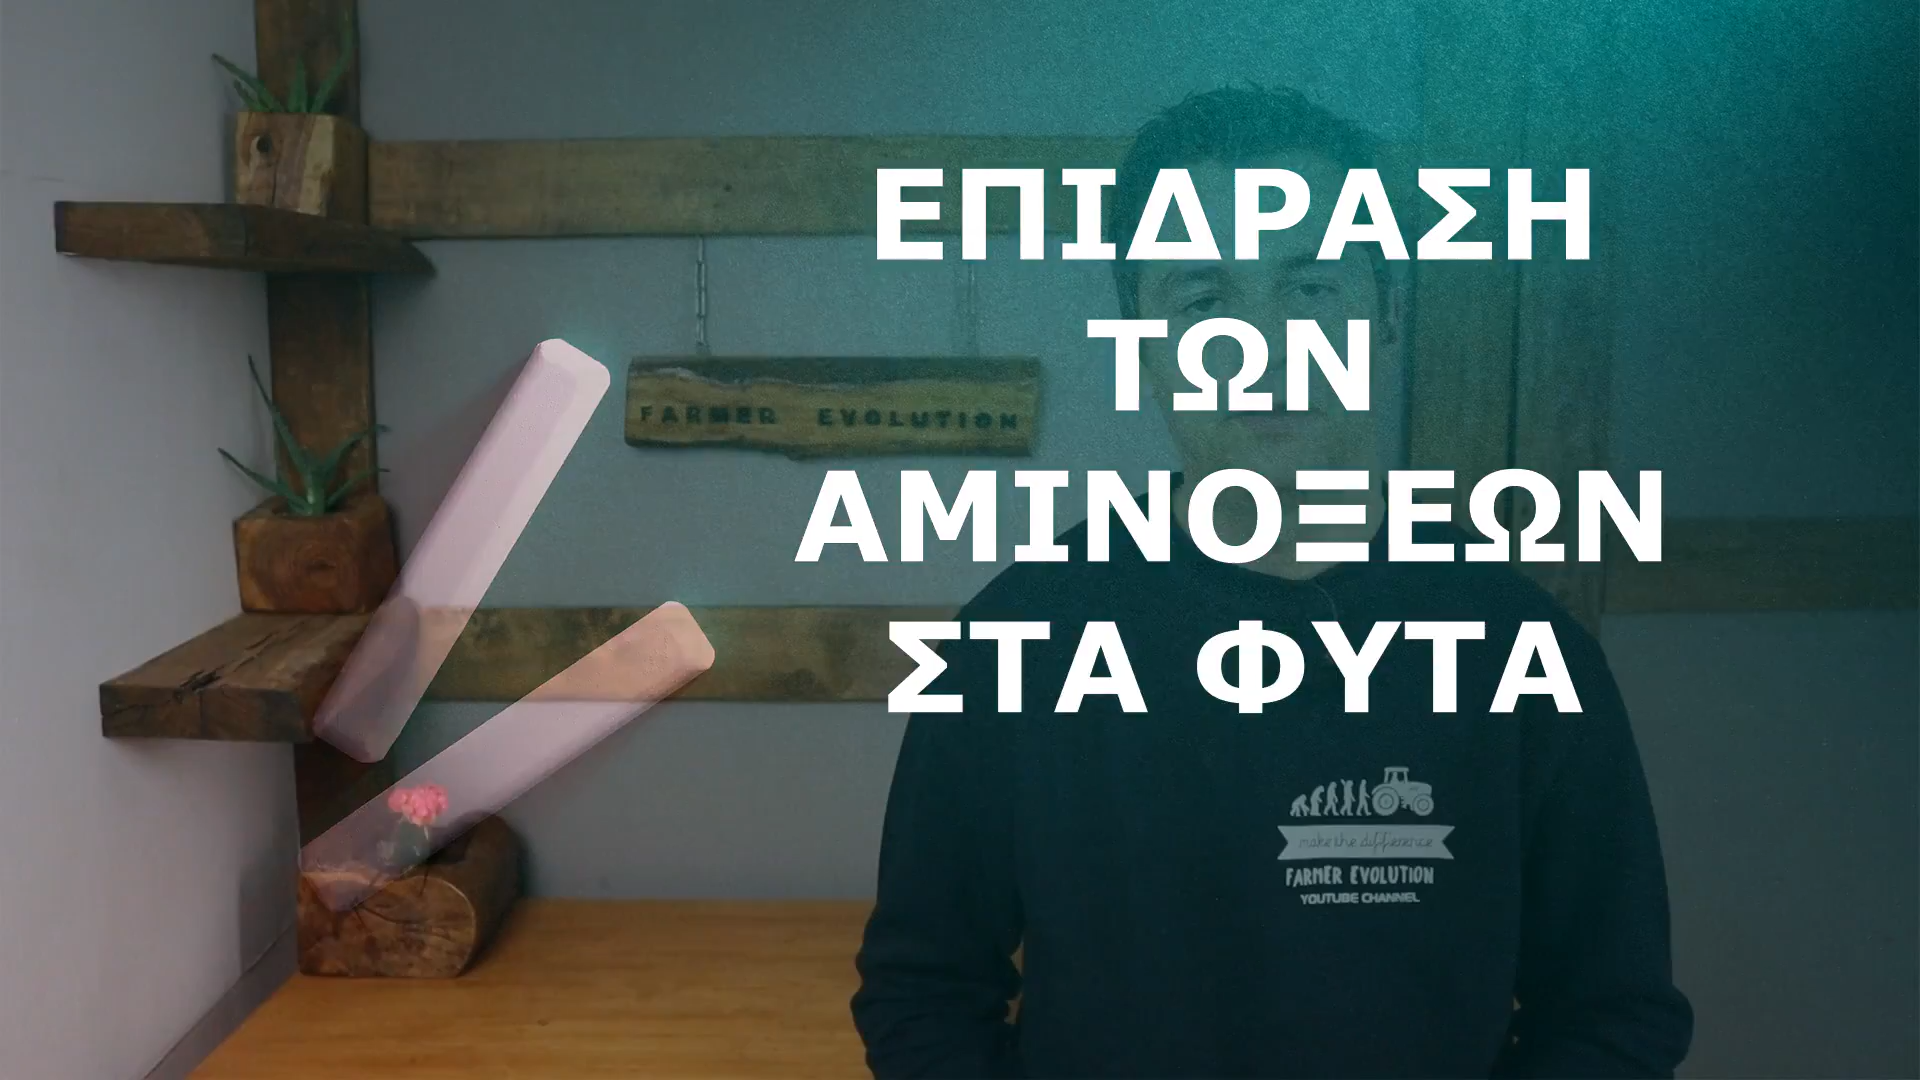 ΕΠΙΔΡΑΣΗ
ΤΩΝ
ΑΜΙΝΟΞΕΩΝ
ΣΤΑ ΦΥΤΑ
FARMER EVOLUTION
make the difference
FARMER EVOLUTION
YOUTUBE CHANNEL